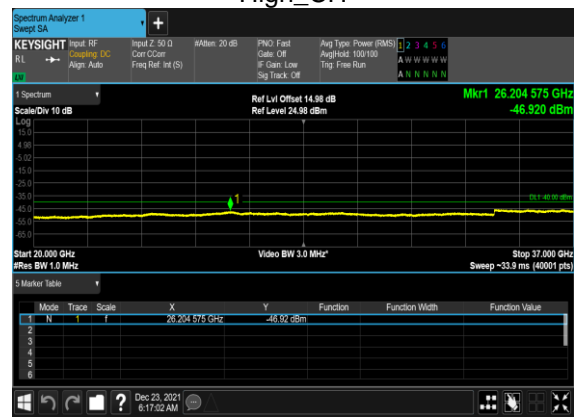 Spectrum Analyzer 1
Swept SA
+
KEYSIGHT Input: RF Input Z: 50 Ω #Atten: 20 dB PNO: Fast Avg Type: Power (RMS) 1 2 3 4 5 6
RL Coupling: DC Corr CCorr Gate: Off Avg|Hold: 100/100 A W W W W W
Align: Auto Freq Ref: Int (S) IF Gain: Low Trig: Free Run
Sig Track: Off A N N N N N
1 Spectrum
Ref Lvl Offset 14.98 dB Mkr1 26.204 575 GHz
Scale/Div 10 dB Ref Level 24.98 dBm -46.920 dBm
Log
15.0
4.98
-5.02
-15.0
-25.0
-35.0
DL1 -40.00 dBm
1
-45.0
-55.0
-65.0
Start 20.000 GHz Video BW 3.0 MHz* Stop 37.000 GHz
#Res BW 1.0 MHz Sweep ~33.9 ms (40001 pts)
5 Marker Table
Mode Trace Scale X Y Function Function Width Function Value
1 N 1 f 26.204 575 GHz -46.92 dBm
2
3
4
5
6
? Dec 23, 2021
6:17:02 AM